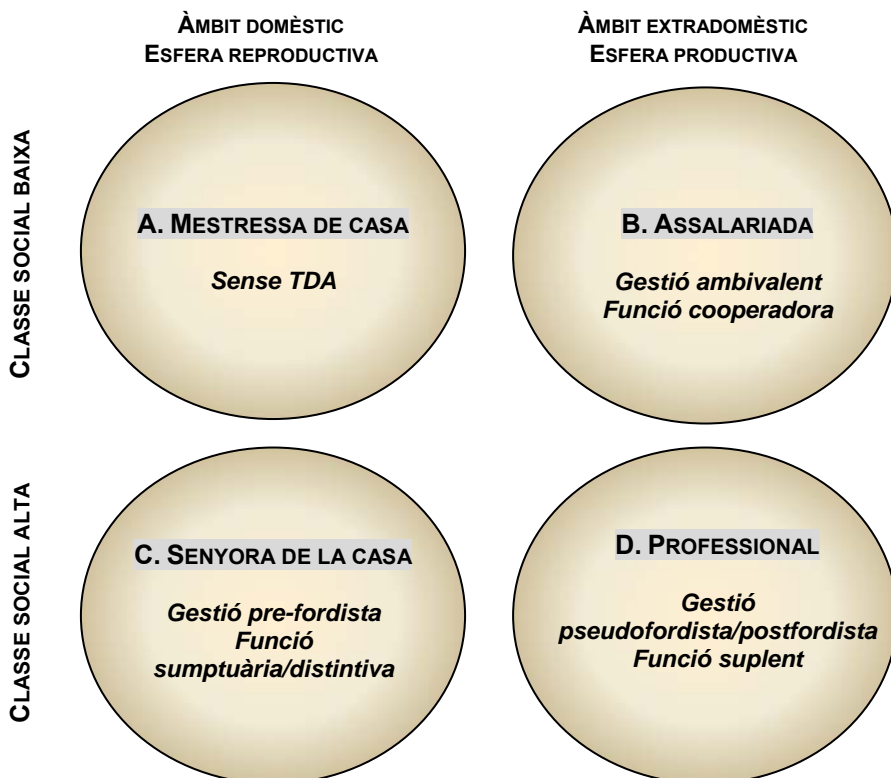 ÀMBIT DOMÈSTIC
ESFERA REPRODUCTIVA
ÀMBIT EXTRADOMÈSTIC
ESFERA PRODUCTIVA
CLASSE SOCIAL BAIXA
A. MESTRESSA DE CASA
Sense TDA
B. ASSALARIADA
Gestió ambivalent
Funció cooperadora
CLASSE SOCIAL ALTA
C. SENYORA DE LA CASA
Gestió pre-fordista
Funció
sumptuària/distintiva
D. PROFESSIONAL
Gestió
pseudofordista/postfordista
Funció suplent